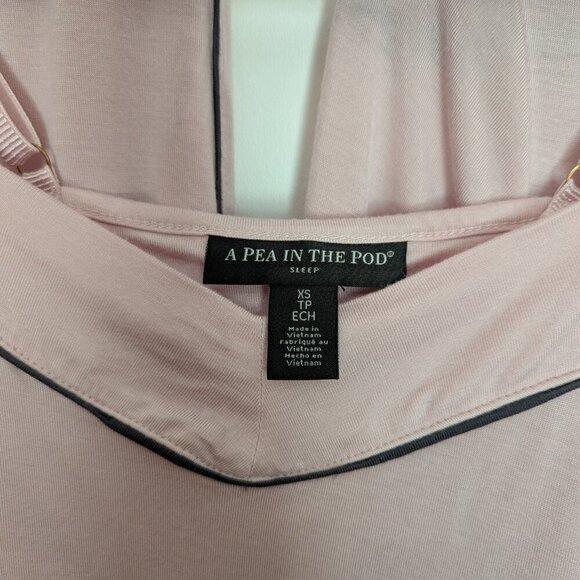 A PEA IN THE POD®
SLEEP
XS
TP
ECH
Made in
Vietnam
Fabriqué au
Vietnam
Hecho en
Vietnam